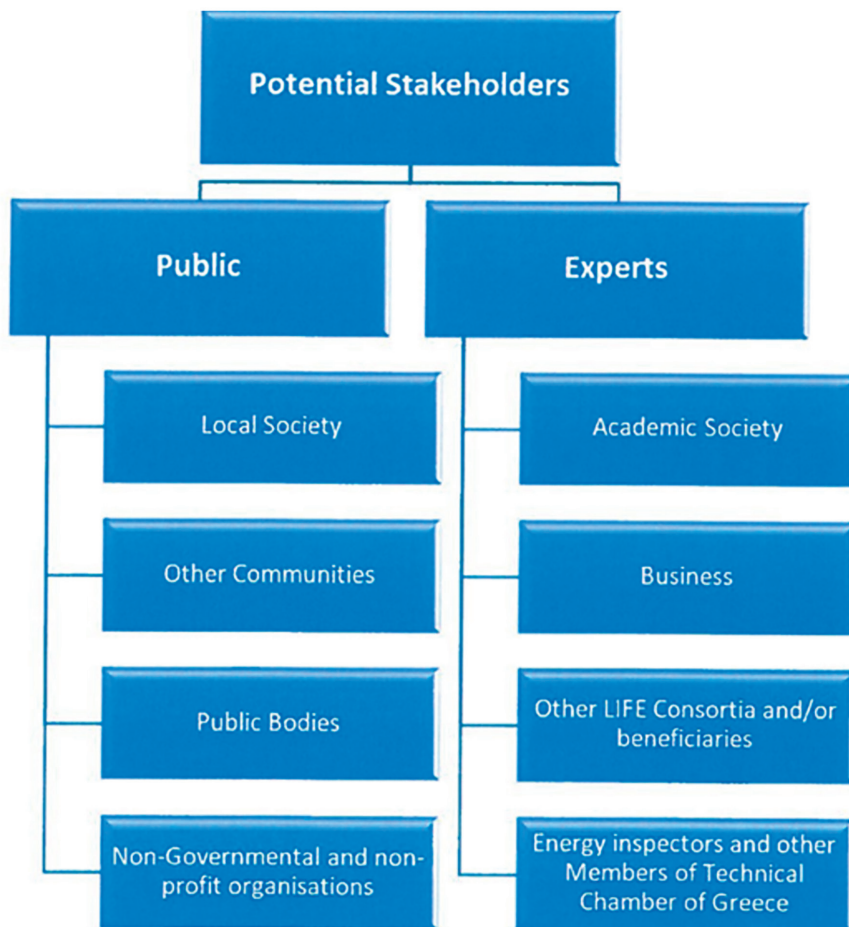 Potential Stakeholders
Public
Experts
Local Society
Academic Society
Other Communities
Business
Public Bodies
Other LIFE Consortia and/or
beneficiaries
Non-Governmental and non-
profit organisations
Energy inspectors and other
Members of Technical
Chamber of Greece